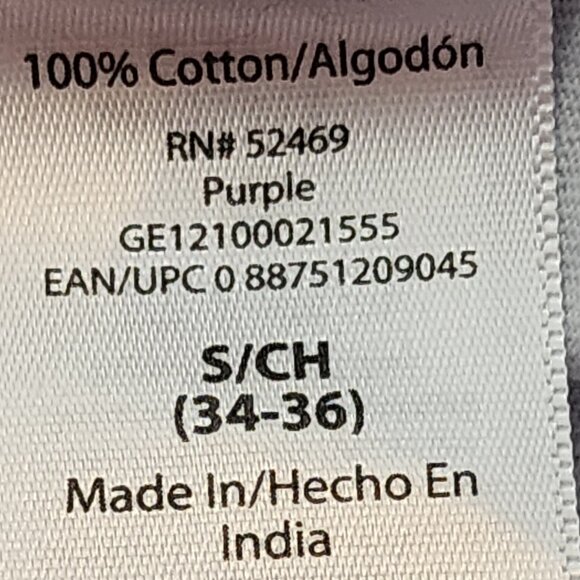 100% Cotton/Algodón
RN# 52469
Purple
GE12100021555
EAN/UPC 0 88751209045
S/CH
(34-36)
Made In/Hecho En
India